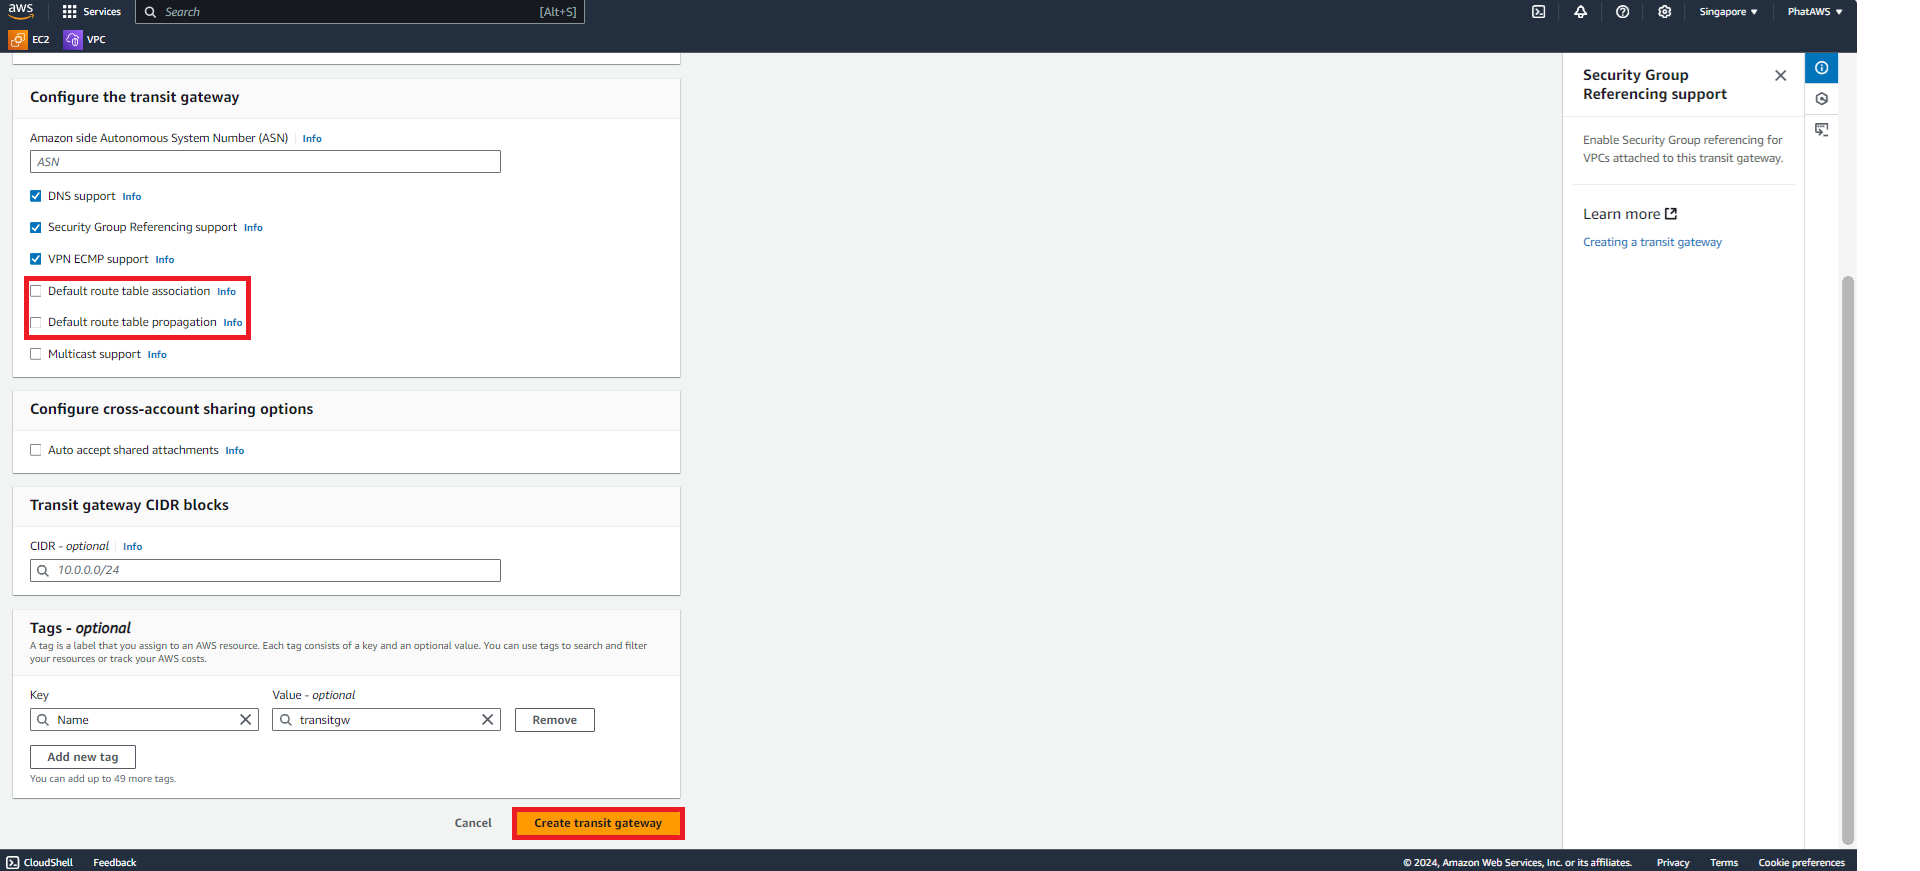 aws
Services
Search
[Alt+S]
Singapore ▼
PhatAWS ▼
EC2
VPC
Configure the transit gateway
Amazon side Autonomous System Number (ASN) Info
ASN
DNS support Info
Security Group Referencing support Info
VPN ECMP support Info
Default route table association Info
Default route table propagation Info
Multicast support Info
Configure cross-account sharing options
Auto accept shared attachments Info
Transit gateway CIDR blocks
CIDR - optional Info
10.0.0.0/24
Tags - optional
A tag is a label that you assign to an AWS resource. Each tag consists of a key and an optional value. You can use tags to search and filter
your resources or track your AWS costs.
Key
Value - optional
Name
transitgw
Remove
Add new tag
You can add up to 49 more tags.
Cancel
Create transit gateway
Security Group
Referencing support
Enable Security Group referencing for
VPCs attached to this transit gateway.
Learn more
Creating a transit gateway
CloudShell
Feedback
© 2024, Amazon Web Services, Inc. or its affiliates.
Privacy
Terms
Cookie preferences